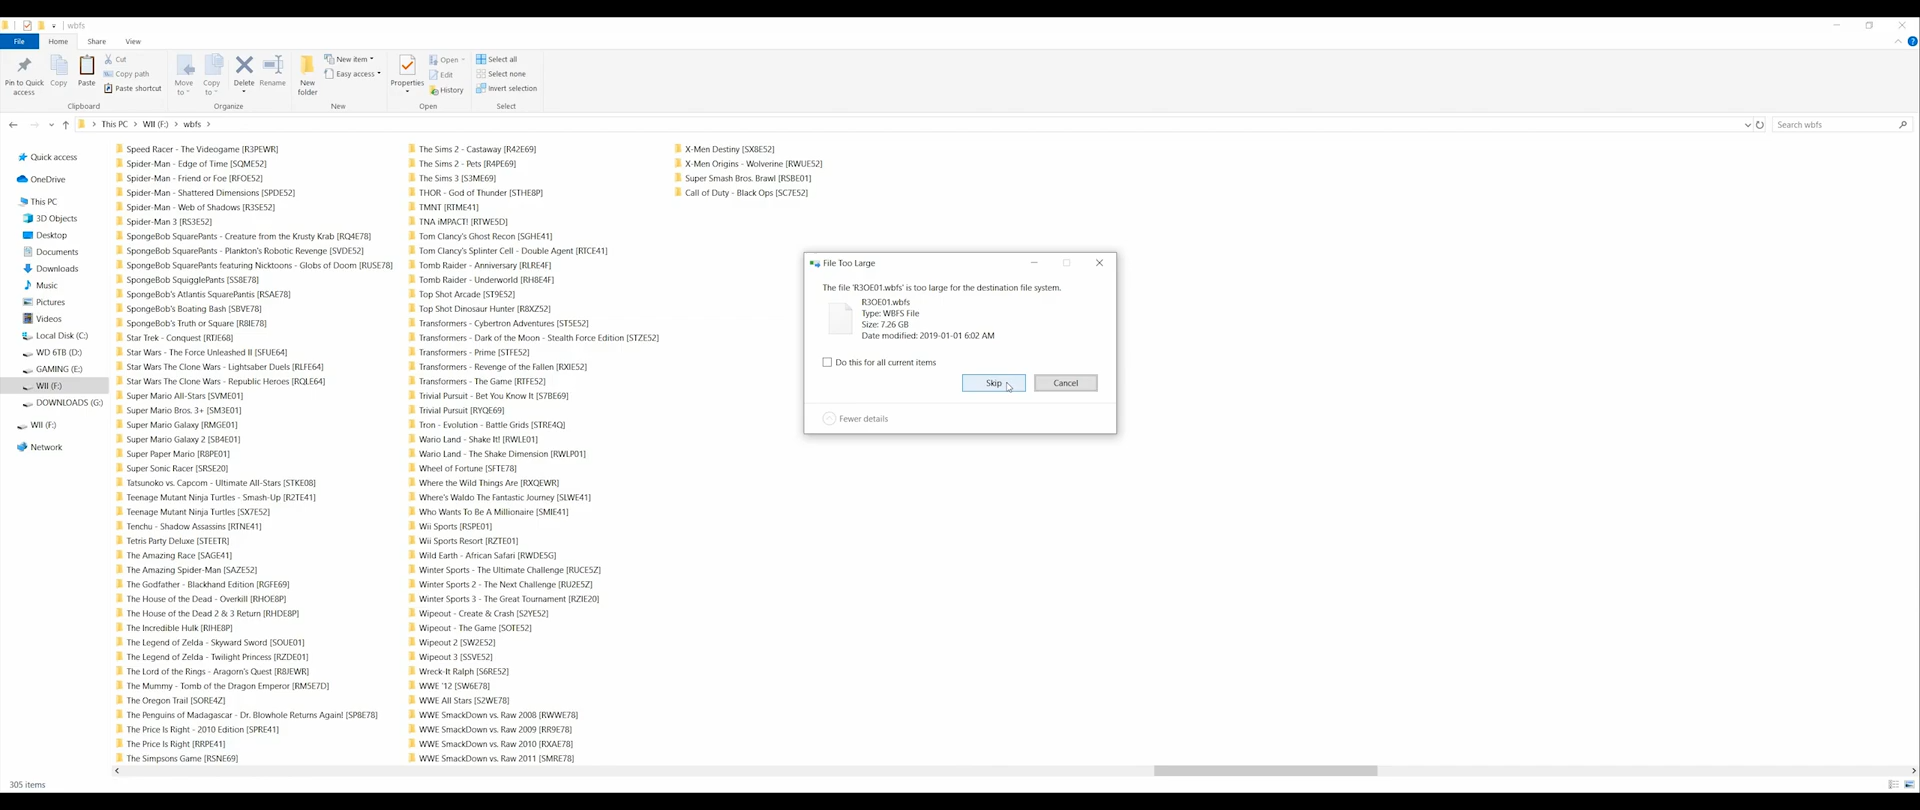 wbfs
File
Home
Share
View
Pin to Quick access
Copy
Paste
Cut
Copy path
Paste shortcut
Clipboard
Move to
Copy to
Delete
Rename
Organize
New folder
New item
Easy access
New
Properties
Open
Edit
History
Open
Select all
Select none
Invert selection
Select
This PC > WII (F:) > wbfs >
Search wbfs
Quick access
OneDrive
This PC
3D Objects
Desktop
Documents
Downloads
Music
Pictures
Videos
Local Disk (C:)
WD 6TB (D:)
GAMING (E:)
WII (F:)
DOWNLOADS (G:)
WII (F:)
Network
Speed Racer - The Videogame [R3PEWR]
Spider-Man - Edge of Time [SQME52]
Spider-Man - Friend or Foe [RFOE52]
Spider-Man - Shattered Dimensions [SPDE52]
Spider-Man - Web of Shadows [R3SE52]
Spider-Man 3 [RS3E52]
SpongeBob SquarePants - Creature from the Krusty Krab [RQ4E78]
SpongeBob SquarePants - Plankton's Robotic Revenge [SVDE52]
SpongeBob SquarePants featuring Nicktoons - Globs of Doom [RUSE78]
SpongeBob SquigglePants [SS8E78]
SpongeBob's Atlantis SquarePantis [RSAE78]
SpongeBob's Boating Bash [SBVE78]
SpongeBob's Truth or Square [R8IE78]
Star Trek - Conquest [RTJE68]
Star Wars - The Force Unleashed II [SFUE64]
Star Wars The Clone Wars - Lightsaber Duels [RLFE64]
Star Wars The Clone Wars - Republic Heroes [RQLE64]
Super Mario All-Stars [SVME01]
Super Mario Bros. 3+ [SM3E01]
Super Mario Galaxy [RMGE01]
Super Mario Galaxy 2 [SB4E01]
Super Paper Mario [R8PE01]
Super Sonic Racer [SRSE20]
Tatsunoko vs. Capcom - Ultimate All-Stars [STKE08]
Teenage Mutant Ninja Turtles - Smash-Up [R2TE41]
Teenage Mutant Ninja Turtles [SX7E52]
Tenchu - Shadow Assassins [RTNE41]
Tetris Party Deluxe [STEETR]
The Amazing Race [SAGE41]
The Amazing Spider-Man [SAZE52]
The Godfather - Blackhand Edition [RGFE69]
The House of the Dead - Overkill [RHOE8P]
The House of the Dead 2 & 3 Return [RHDE8P]
The Incredible Hulk [RIHE8P]
The Legend of Zelda - Skyward Sword [SOUE01]
The Legend of Zelda - Twilight Princess [RZDE01]
The Lord of the Rings - Aragorn's Quest [R8JEWR]
The Mummy - Tomb of the Dragon Emperor [RM5E7D]
The Oregon Trail [SORE4Z]
The Penguins of Madagascar - Dr. Blowhole Returns Again! [SP8E78]
The Price Is Right - 2010 Edition [SPRE41]
The Price Is Right [RRPE41]
The Simpsons Game [RSNE69]
The Sims 2 - Castaway [R42E69]
The Sims 2 - Pets [R4PE69]
The Sims 3 [S3ME69]
THOR - God of Thunder [STHE8P]
TMNT [RTME41]
TNA iMPACT! [RTWE5D]
Tom Clancy's Ghost Recon [SGHE41]
Tom Clancy's Splinter Cell - Double Agent [RTCE41]
Tomb Raider - Anniversary [RLRE4F]
Tomb Raider - Underworld [RH8E4F]
Top Shot Arcade [ST9E52]
Top Shot Dinosaur Hunter [R8XZ52]
Transformers - Cybertron Adventures [ST5E52]
Transformers - Dark of the Moon - Stealth Force Edition [STZE52]
Transformers - Prime [STFE52]
Transformers - Revenge of the Fallen [RXIE52]
Transformers - The Game [RTFE52]
Trivial Pursuit - Bet You Know It [S7BE69]
Trivial Pursuit [RYQE69]
Tron - Evolution - Battle Grids [STRE4Q]
Wario Land - Shake It! [RWLE01]
Wario Land - The Shake Dimension [RWLP01]
Wheel of Fortune [SFTE78]
Where the Wild Things Are [RXQEWR]
Where's Waldo The Fantastic Journey [SLWE41]
Who Wants To Be A Millionaire [SMIE41]
Wii Sports [RSPE01]
Wii Sports Resort [RZTE01]
Wild Earth - African Safari [RWDE5G]
Winter Sports - The Ultimate Challenge [RUCE5Z]
Winter Sports 2 - The Next Challenge [RU2E5Z]
Winter Sports 3 - The Great Tournament [RZIE20]
Wipeout - Create & Crash [S2YE52]
Wipeout - The Game [SOTE52]
Wipeout 2 [SW2E52]
Wipeout 3 [SSVE52]
Wreck-It Ralph [S6RE52]
WWE '12 [SW6E78]
WWE All Stars [S2WE78]
WWE SmackDown vs. Raw 2008 [RWWE78]
WWE SmackDown vs. Raw 2009 [RR9E78]
WWE SmackDown vs. Raw 2010 [RXAE78]
WWE SmackDown vs. Raw 2011 [SMRE78]
X-Men Destiny [SX8E52]
X-Men Origins - Wolverine [RWUE52]
Super Smash Bros. Brawl [RSBE01]
Call of Duty - Black Ops [SC7E52]
File Too Large
The file 'R3OE01.wbfs' is too large for the destination file system.
R3OE01.wbfs
Type: WBFS File
Size: 7.26 GB
Date modified: 2019-01-01 6:02 AM
Do this for all current items
Skip
Cancel
Fewer details
305 items